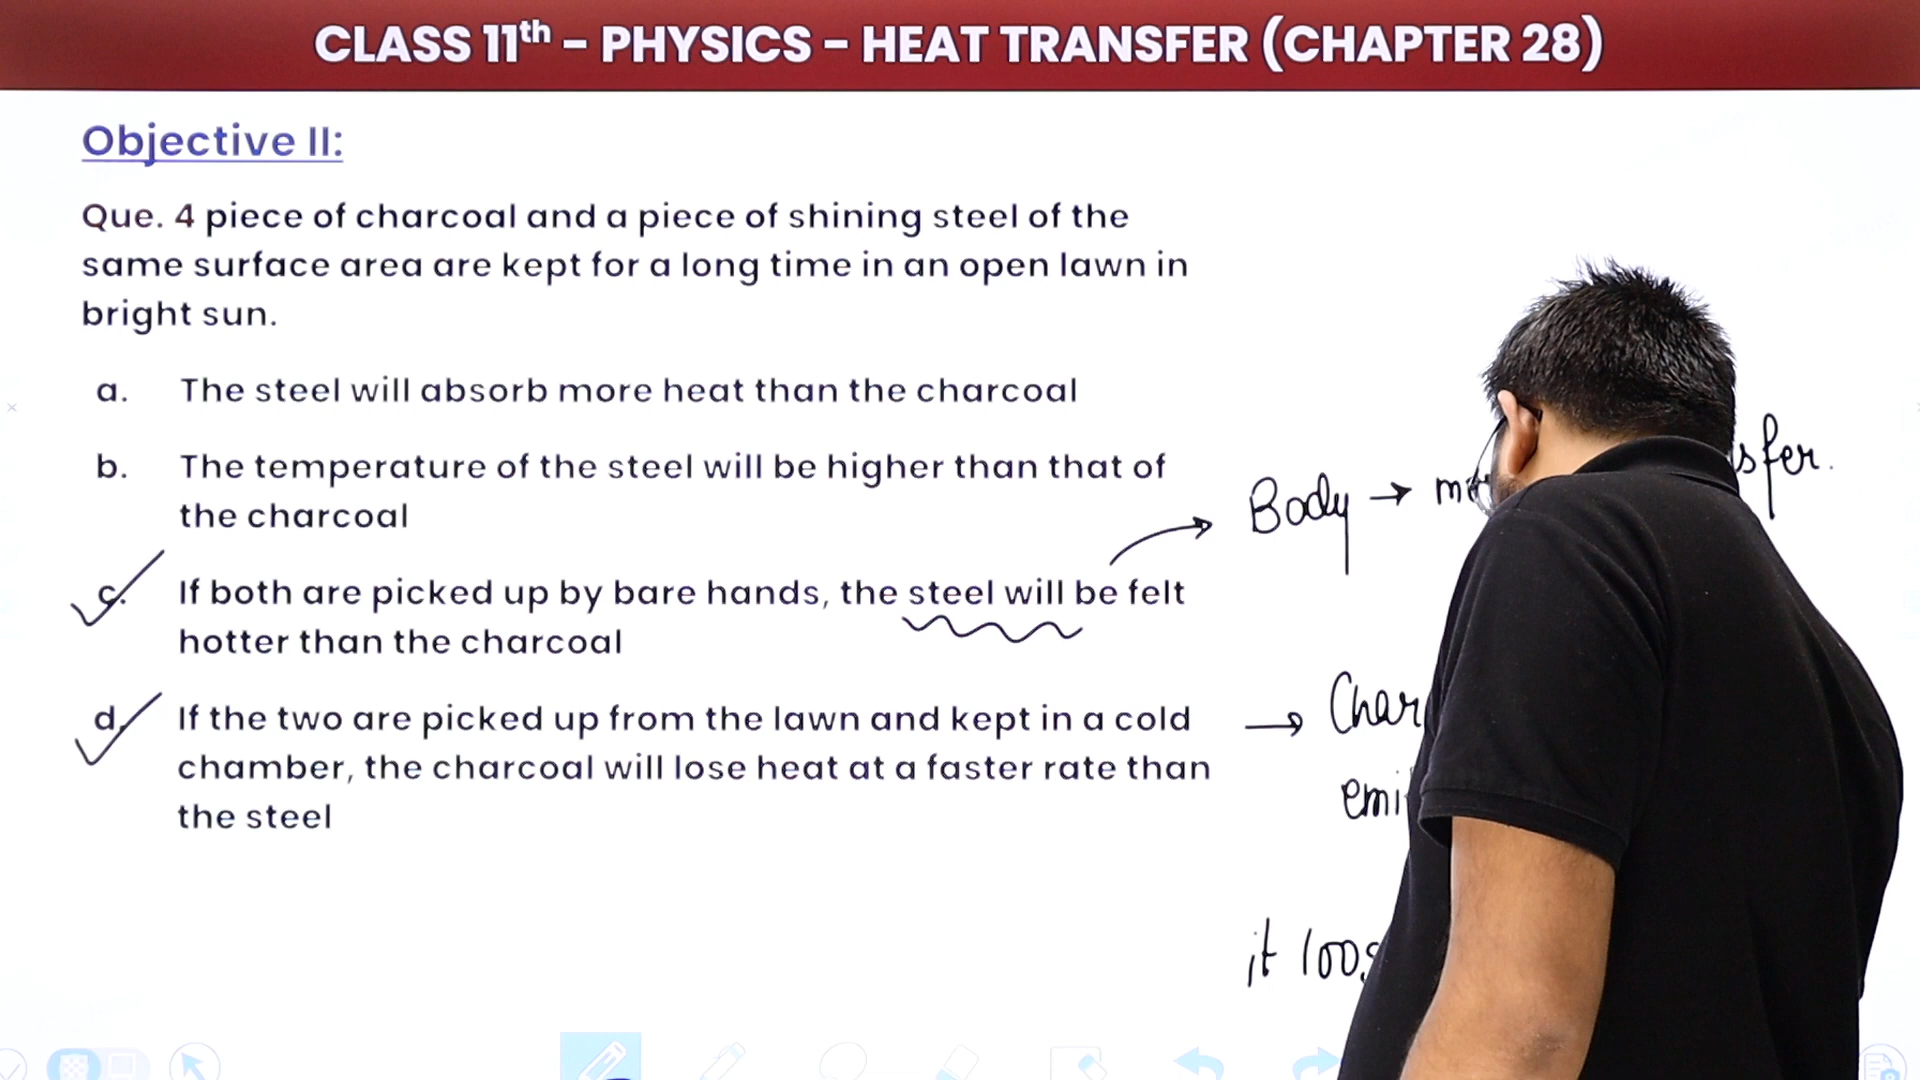 CLASS 11th - PHYSICS - HEAT TRANSFER (CHAPTER 28)
Objective II:
Que. 4 piece of charcoal and a piece of shining steel of the
same surface area are kept for a long time in an open lawn in
bright sun.
a. The steel will absorb more heat than the charcoal
b. The temperature of the steel will be higher than that of
the charcoal
Body →
c. If both are picked up by bare hands, the steel will be felt
hotter than the charcoal
d. If the two are picked up from the lawn and kept in a cold
chamber, the charcoal will lose heat at a faster rate than
the steel
→ Char
emi
it